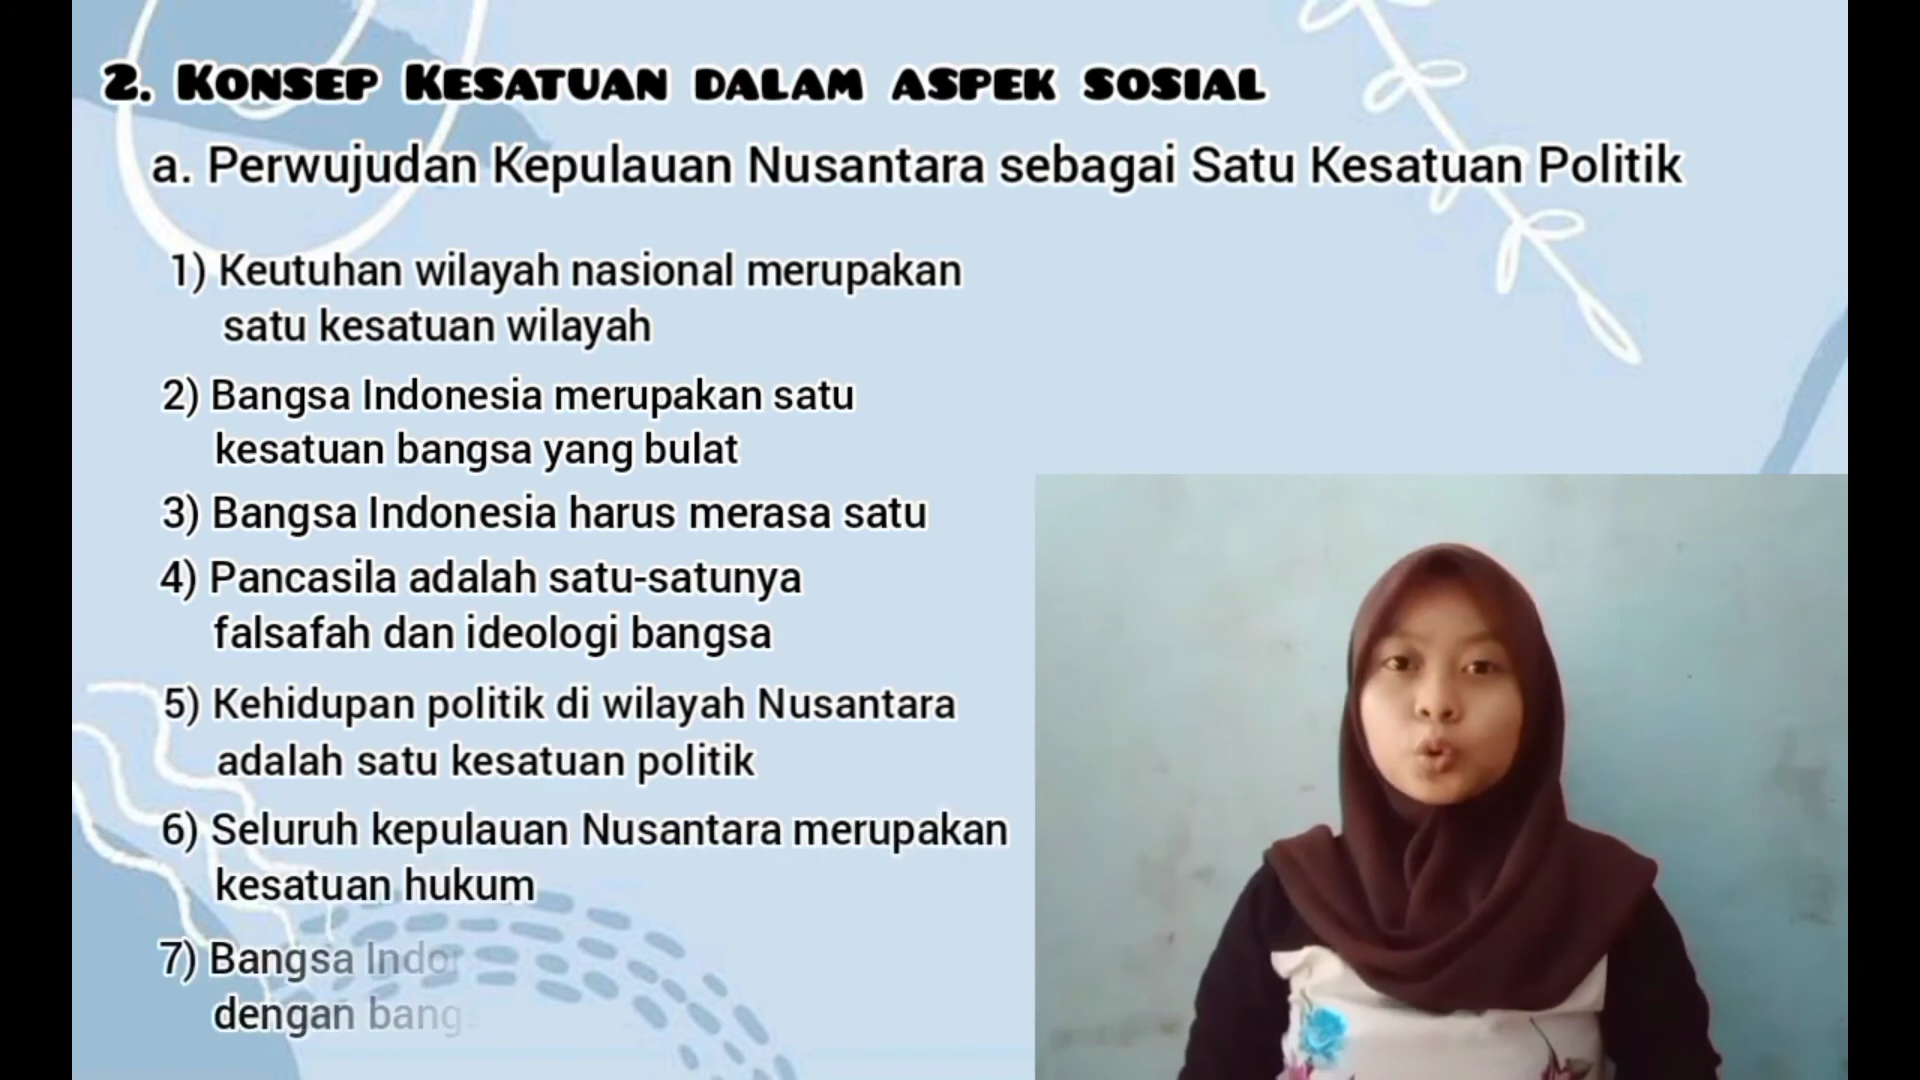 2. Konsep Kesatuan dalam aspek sosial
a. Perwujudan Kepulauan Nusantara sebagai Satu Kesatuan Politik
1) Keutuhan wilayah nasional merupakan
satu kesatuan wilayah
2) Bangsa Indonesia merupakan satu
kesatuan bangsa yang bulat
3) Bangsa Indonesia harus merasa satu
4) Pancasila adalah satu-satunya
falsafah dan ideologi bangsa
5) Kehidupan politik di wilayah Nusantara
adalah satu kesatuan politik
6) Seluruh kepulauan Nusantara merupakan
kesatuan hukum
7) Bangsa
dengan